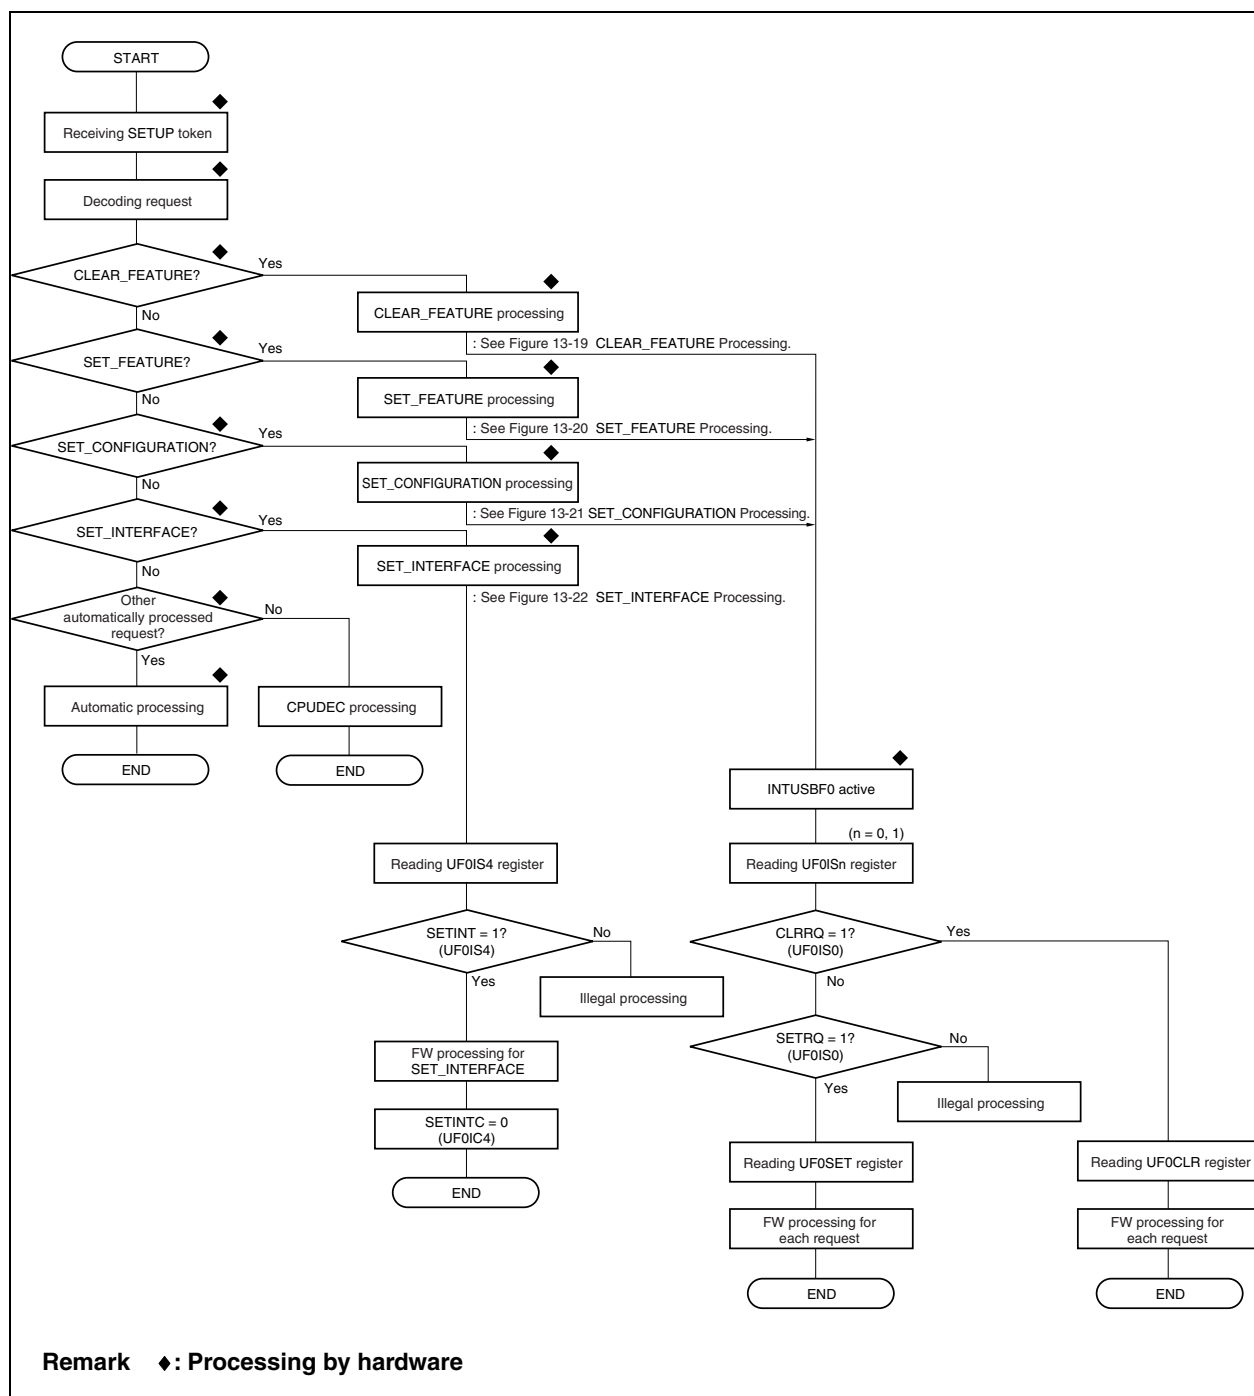 START
Receiving SETUP token
Decoding request
CLEAR_FEATURE?
Yes
No
CLEAR_FEATURE processing
: See Figure 13-19 CLEAR_FEATURE Processing.
SET_FEATURE?
Yes
No
SET_FEATURE processing
: See Figure 13-20 SET_FEATURE Processing.
SET_CONFIGURATION?
Yes
No
SET_CONFIGURATION processing
: See Figure 13-21 SET_CONFIGURATION Processing.
SET_INTERFACE?
Yes
No
SET_INTERFACE processing
: See Figure 13-22 SET_INTERFACE Processing.
Other
automatically processed
request?
No
Yes
Automatic processing
CPUDEC processing
END
END
INTUSBF0 active
(n = 0, 1)
Reading UF0IS4 register
Reading UF0ISn register
SETINT = 1?
(UF0IS4)
No
Yes
Illegal processing
CLRRQ = 1?
(UF0IS0)
Yes
No
FW processing for
SET_INTERFACE
SETRQ = 1?
(UF0IS0)
No
Yes
Illegal processing
SETINTC = 0
(UF0IC4)
END
Reading UF0SET register
Reading UF0CLR register
FW processing for
each request
FW processing for
each request
END
END
Remark ◆: Processing by hardware